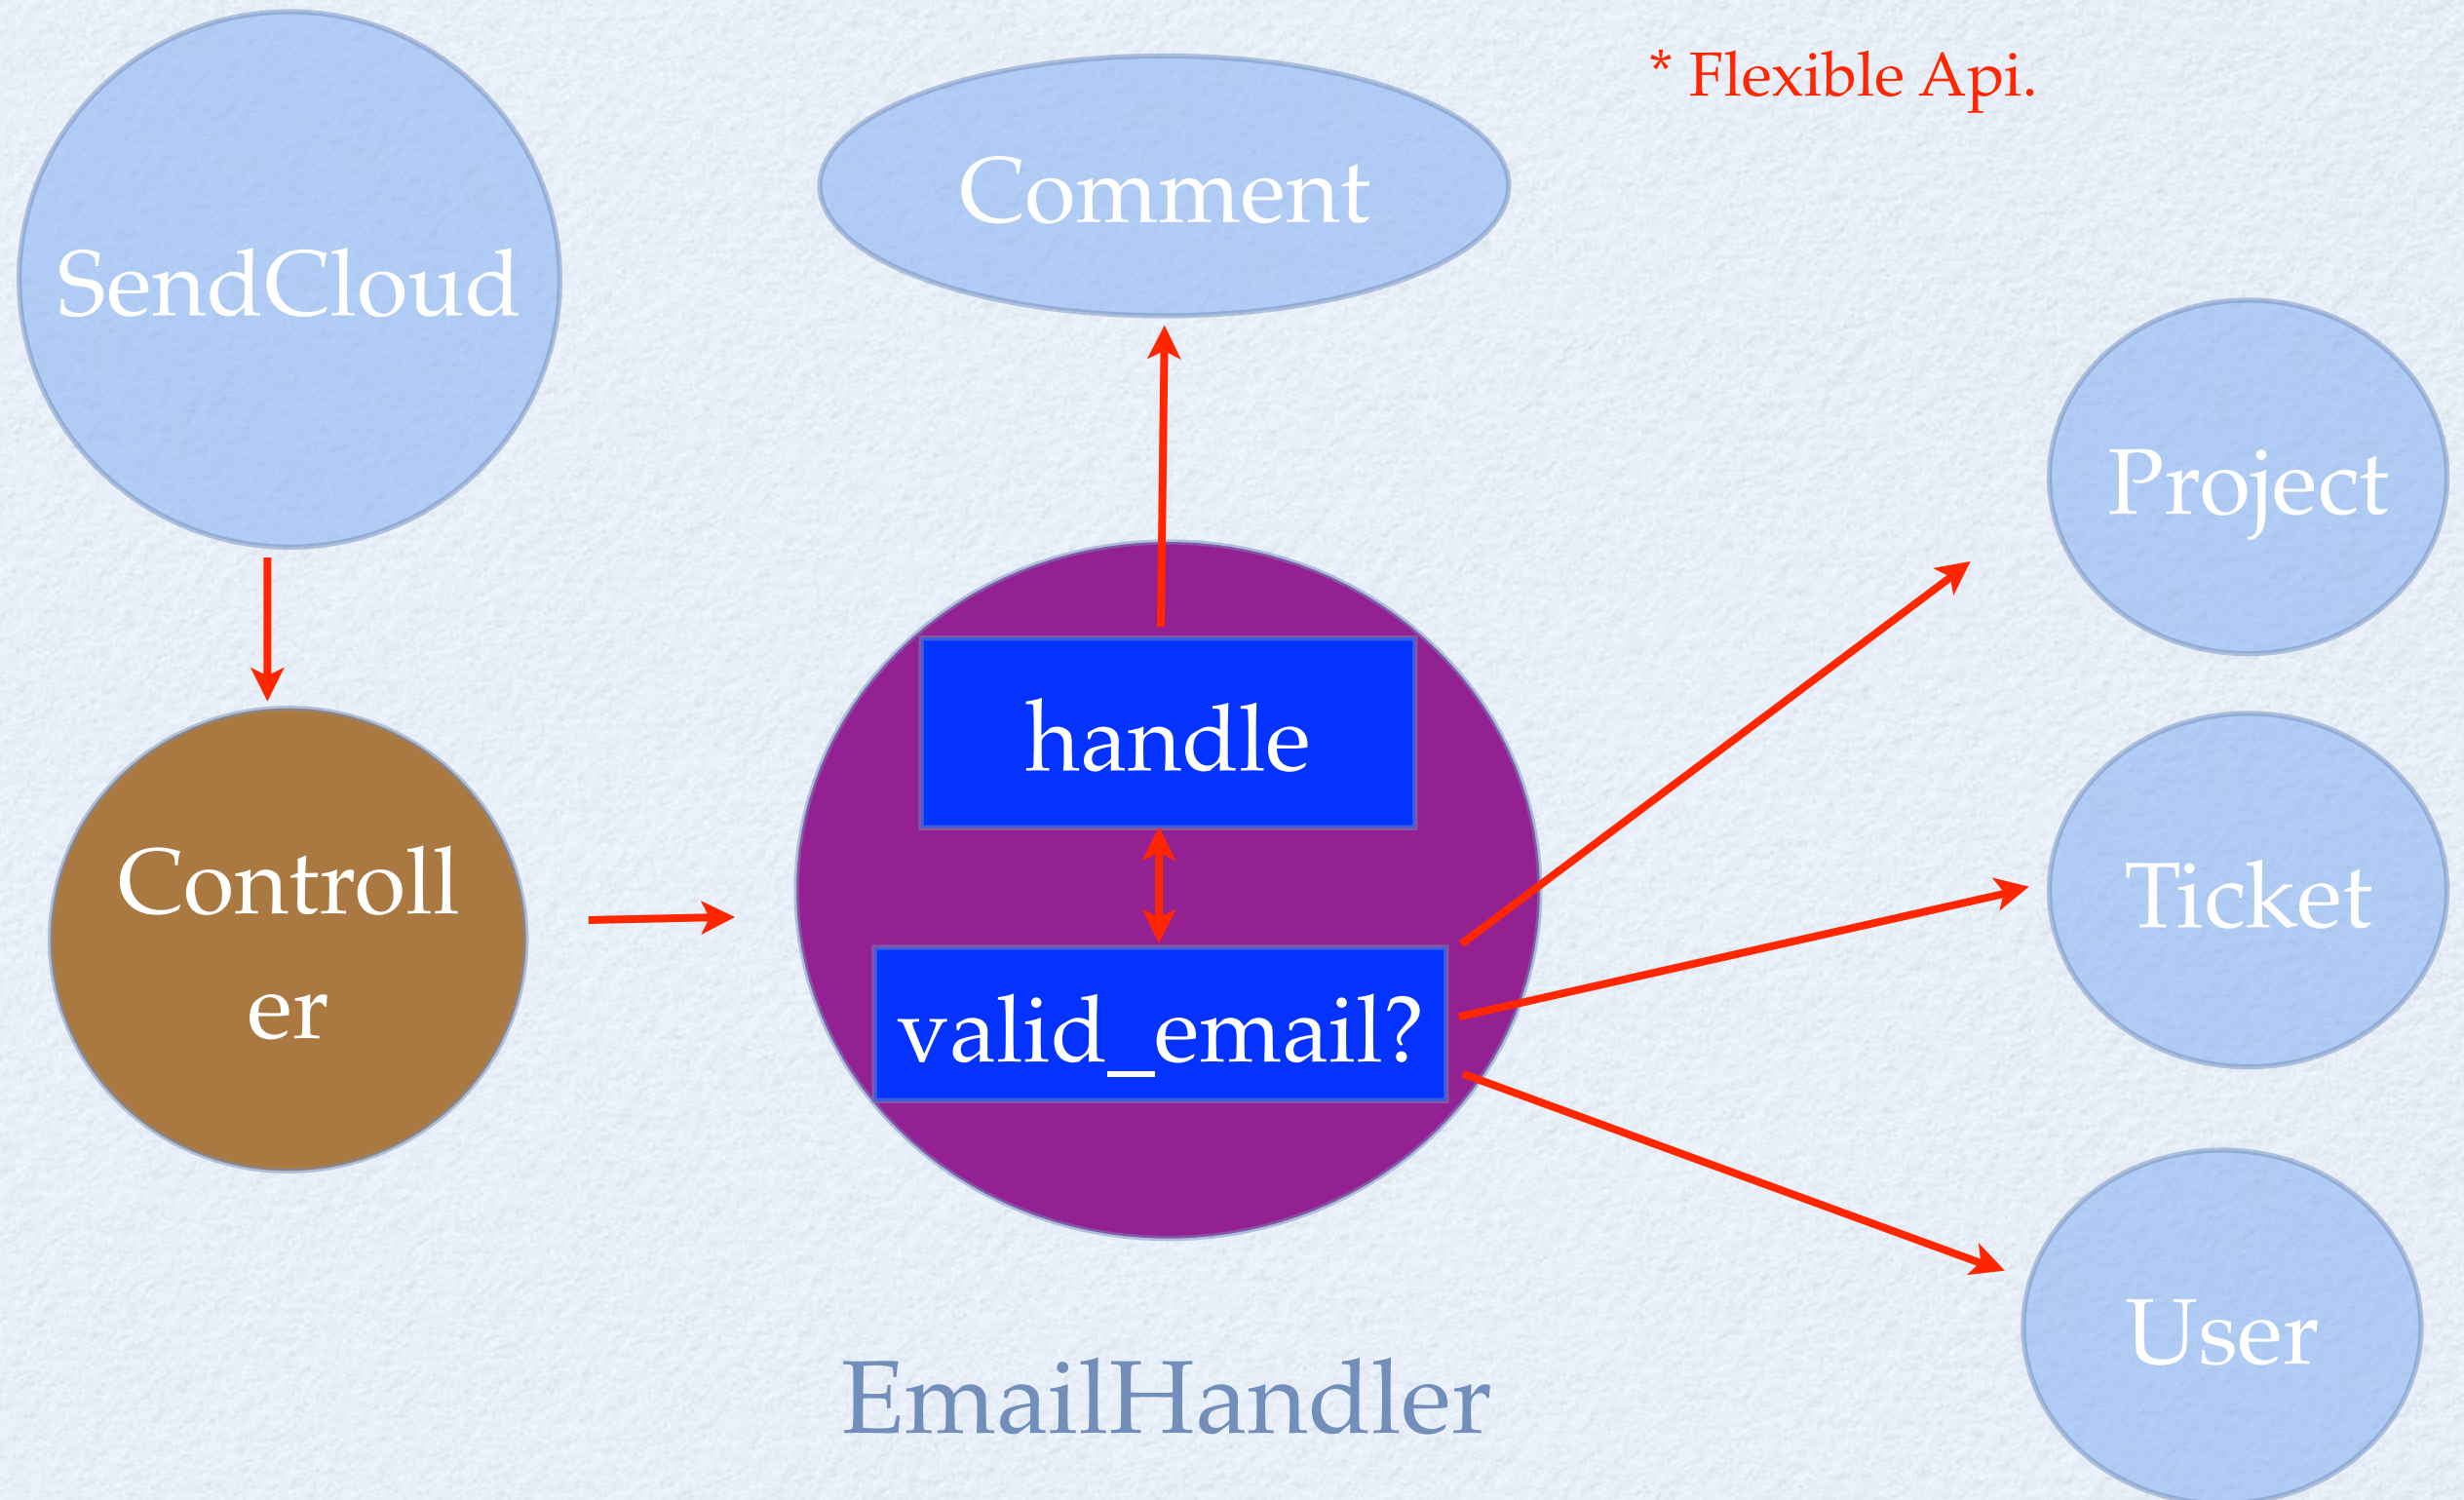 * Flexible Api.
SendCloud
Comment
Project
handle
Controll
er
Ticket
valid_email?
User
EmailHandler